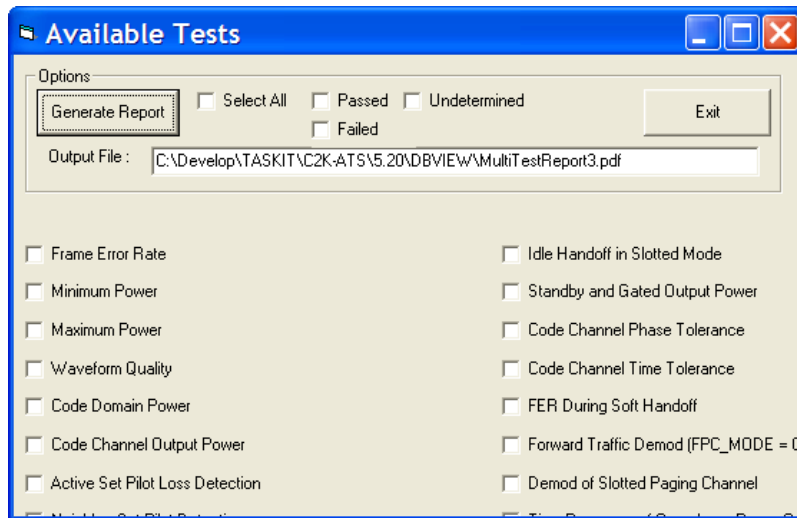 Available Tests
Options
Generate Report
Select All
Passed
Undetermined
Failed
Exit
Output File :
C:\Develop\TASKIT\C2K-ATS\5.20\DBVIEW\MultiTestReport3.pdf
Frame Error Rate
Idle Handoff in Slotted Mode
Minimum Power
Standby and Gated Output Power
Maximum Power
Code Channel Phase Tolerance
Waveform Quality
Code Channel Time Tolerance
Code Domain Power
FER During Soft Handoff
Code Channel Output Power
Forward Traffic Demod (FPC_MODE =
Active Set Pilot Loss Detection
Demod of Slotted Paging Channel